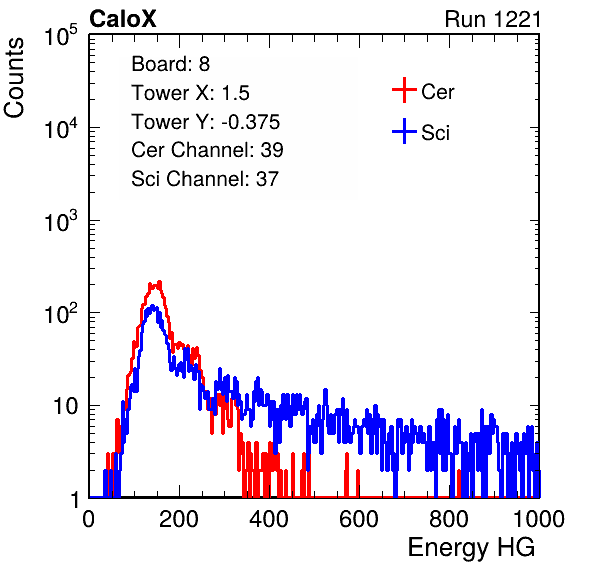 CaloX Run 1221
Board: 8
Tower X: 1.5
Tower Y: -0.375
Cer Channel: 39
Sci Channel: 37
Cer
Sci
Counts
10^5
10^4
10^3
10^2
10
1
0 200 400 600 800 1000
Energy HG